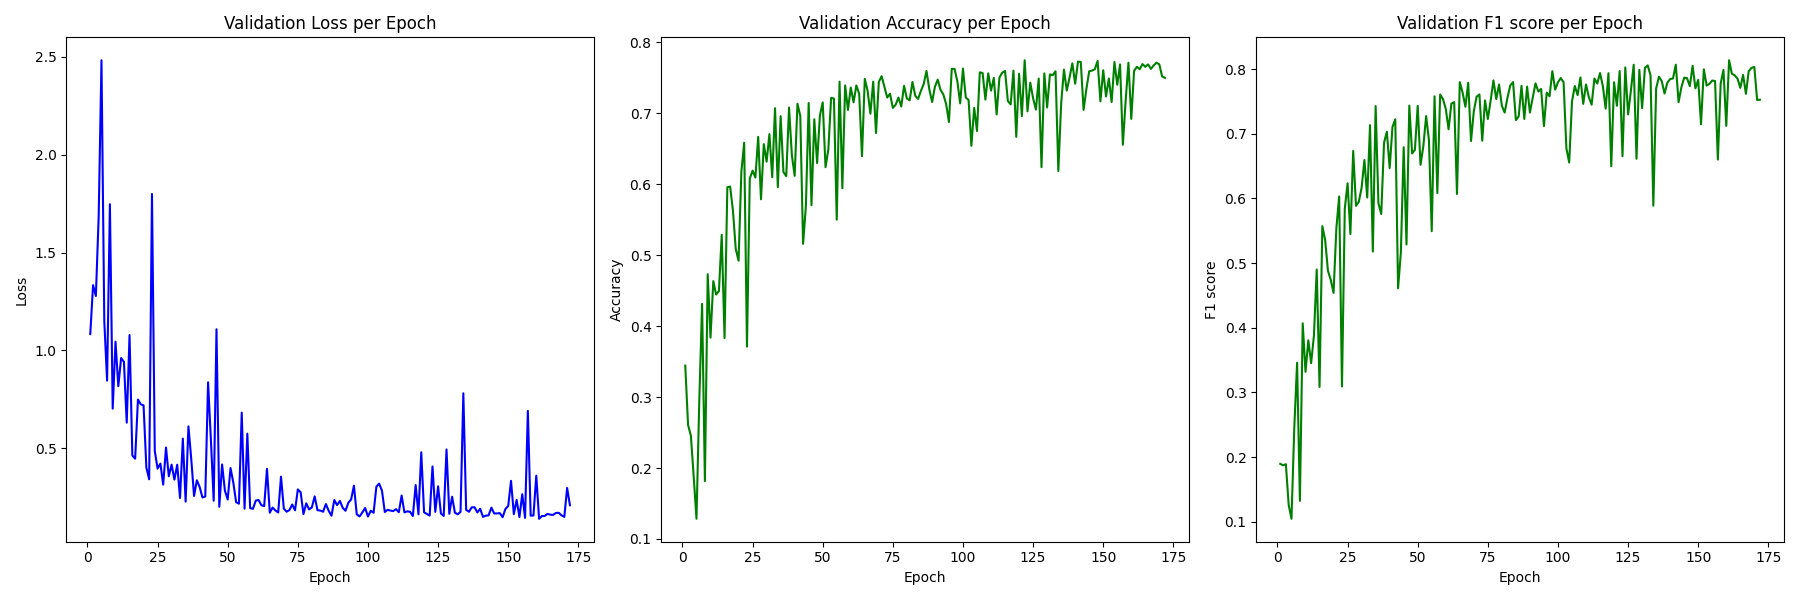 Validation Loss per Epoch
2.5
2.0
1.5
1.0
0.5
Loss
0 25 50 75 100 125 150 175
Epoch
Validation Accuracy per Epoch
0.8
0.7
0.6
0.5
0.4
0.3
0.2
0.1
Accuracy
0 25 50 75 100 125 150 175
Epoch
Validation F1 score per Epoch
0.8
0.7
0.6
0.5
0.4
0.3
0.2
0.1
F1 score
0 25 50 75 100 125 150 175
Epoch